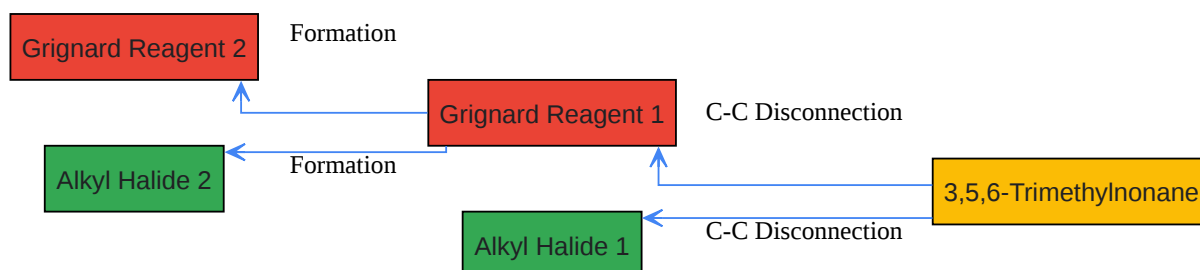 Grignard Reagent 2
Formation
Grignard Reagent 1
C-C Disconnection
Alkyl Halide 2
Formation
3,5,6-Trimethylnonane
Alkyl Halide 1
C-C Disconnection